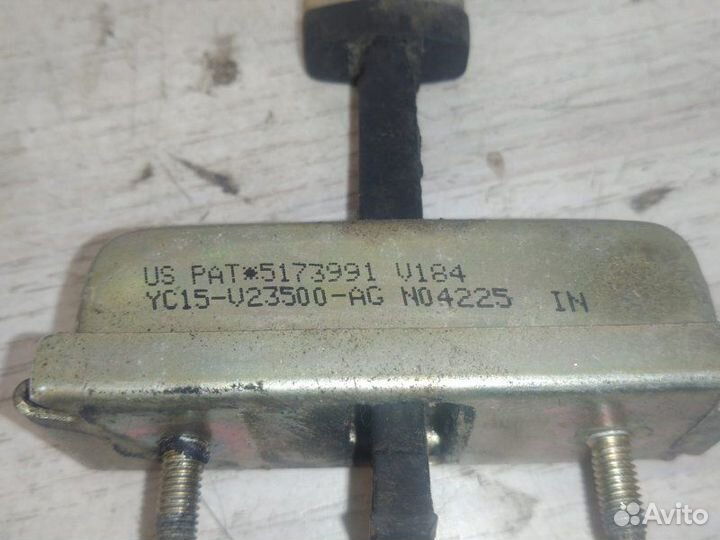 US PAT*5173991 V184
YC15-V23500-AG N04225 IN
Avito